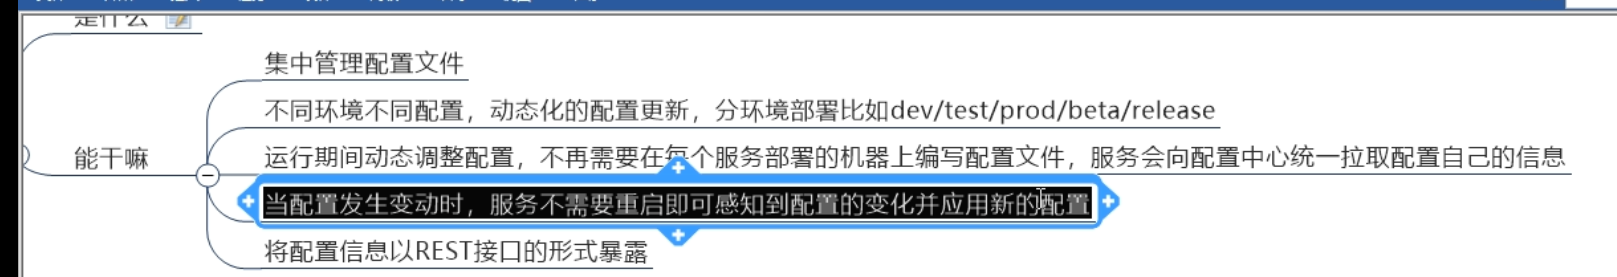 是什么
集中管理配置文件
不同环境不同配置，动态化的配置更新，分环境部署比如dev/test/prod/beta/release
能干嘛
运行期间动态调整配置，不再需要在每个服务部署的机器上编写配置文件，服务会向配置中心统一拉取配置自己的信息
当配置发生变动时，服务不需要重启即可感知到配置的变化并应用新的配置
将配置信息以REST接口的形式暴露